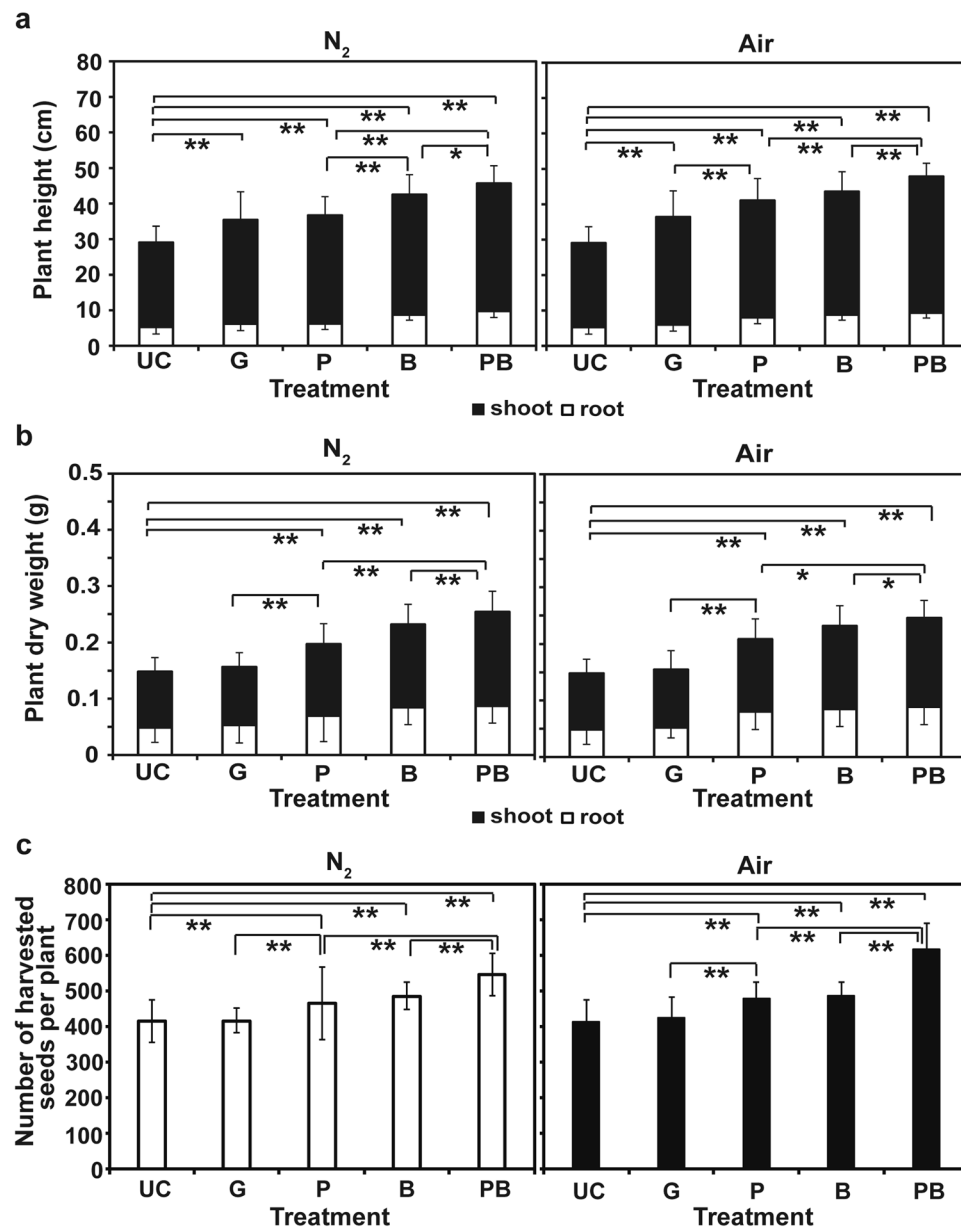 a
N2 Air
Plant height (cm)
80
70
60
50
40
30
20
10
0
** ** ** ** ** ** *
** ** ** ** ** ** **
UC G P B PB UC G P B PB
Treatment Treatment
■ shoot □ root
b
N2 Air
Plant dry weight (g)
0.5
0.4
0.3
0.2
0.1
0
** ** ** ** ** **
** ** ** * * **
UC G P B PB UC G P B PB
Treatment Treatment
■ shoot □ root
c
N2 Air
Number of harvested
seeds per plant
800
700
600
500
400
300
200
100
0
** ** ** ** ** **
** ** ** ** ** **
UC G P B PB UC G P B PB
Treatment Treatment